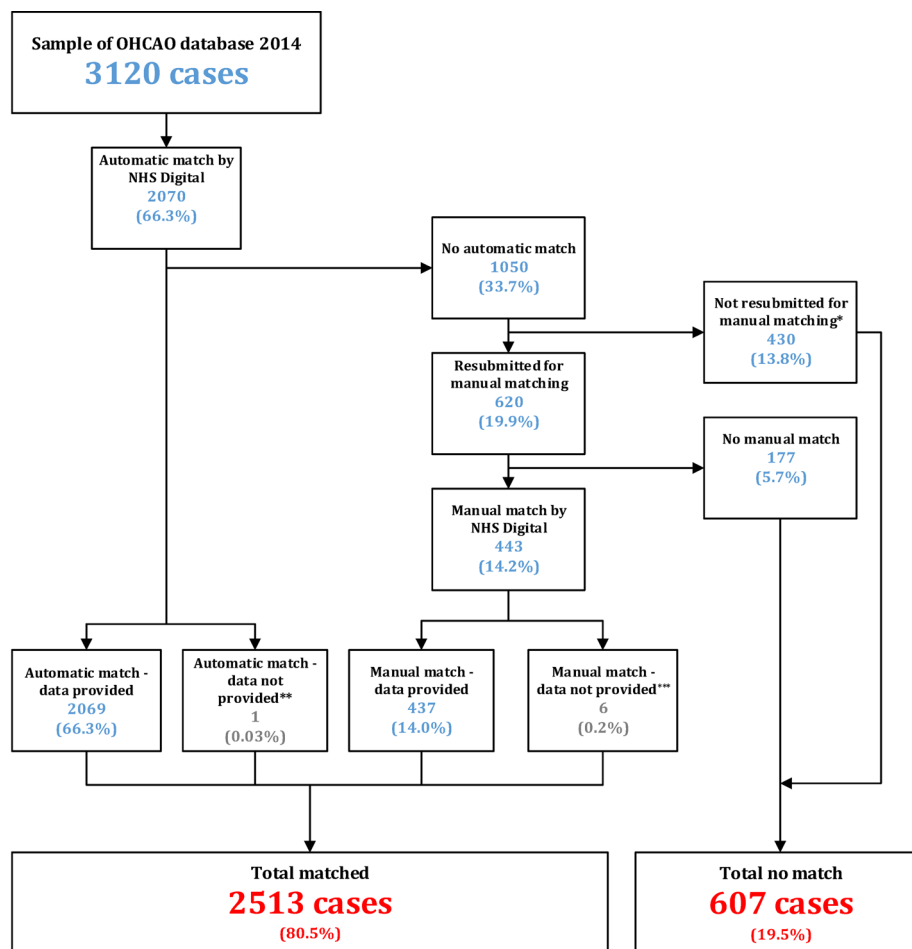 Sample of OHCAO database 2014
3120 cases
Automatic match by
NHS Digital
2070
(66.3%)
No automatic match
1050
(33.7%)
Not resubmitted for
manual matching*
430
(13.8%)
Resubmitted for
manual matching
620
(19.9%)
No manual match
177
(5.7%)
Manual match by
NHS Digital
443
(14.2%)
Automatic match -
data provided
2069
(66.3%)
Automatic match -
data not
provided**
1
(0.03%)
Manual match -
data provided
437
(14.0%)
Manual match -
data not provided***
6
(0.2%)
Total matched
2513 cases
(80.5%)
Total no match
607 cases
(19.5%)